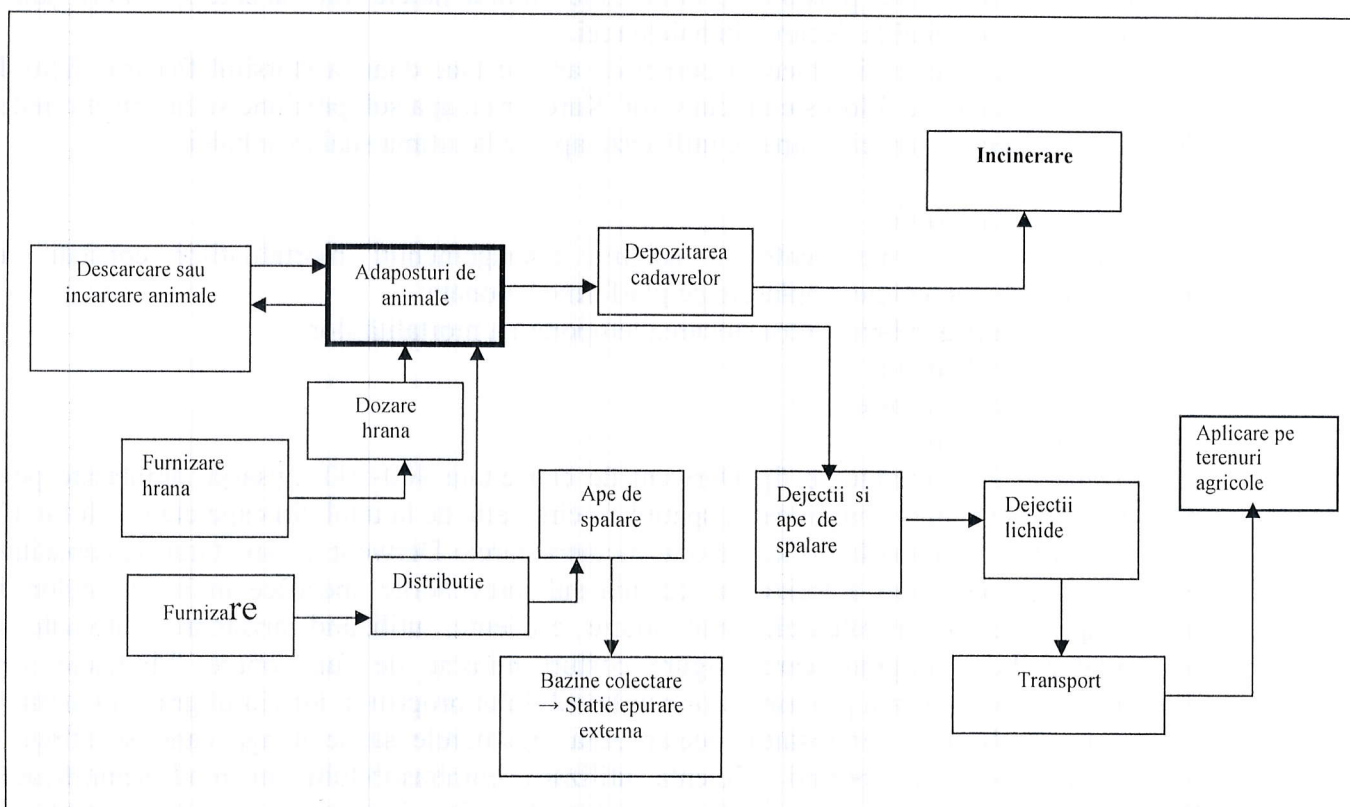 Incinerare
Descarcare sau
incarcare animale
Adaposturi de
animale
Depozitarea
cadavrelor
Dozare
hrana
Furnizare
hrana
Ape de
spalare
Dejectii si
ape de
spalare
Dejectii
lichide
Aplicare pe
terenuri
agricole
Furnizare
Distributie
Bazine colectare
→ Statie epurare
externa
Transport